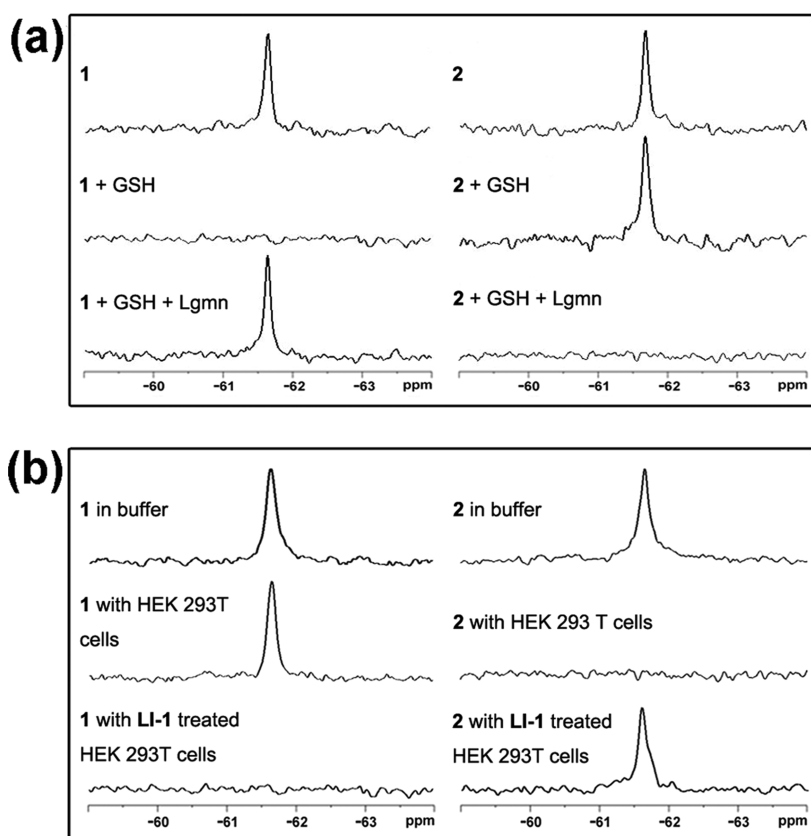 (a)
1
2
1 + GSH
2 + GSH
1 + GSH + Lgmn
2 + GSH + Lgmn
-60 -61 -62 -63 ppm
-60 -61 -62 -63 ppm
(b)
1 in buffer
2 in buffer
1 with HEK 293T
cells
2 with HEK 293 T cells
1 with LI-1 treated
HEK 293T cells
2 with LI-1 treated
HEK 293T cells
-60 -61 -62 -63 ppm
-60 -61 -62 -63 ppm